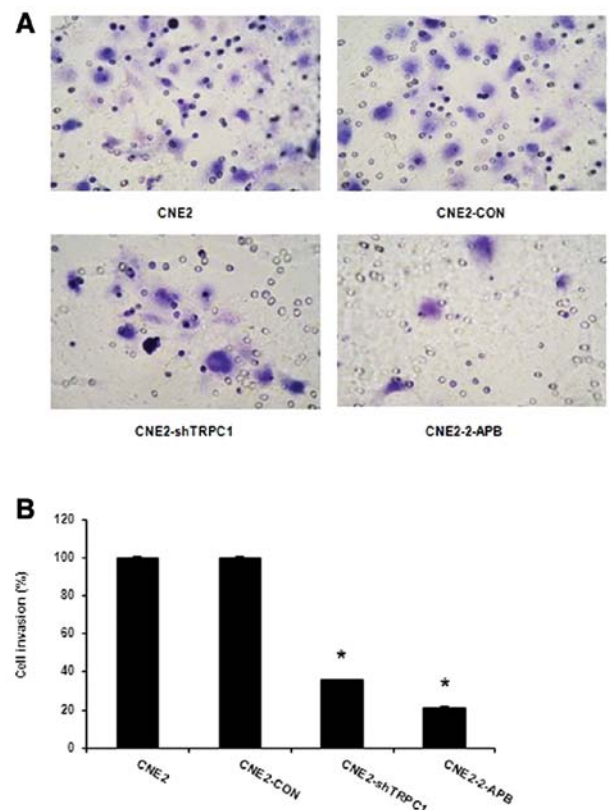 A
CNE2
CNE2-CON
CNE2-shTRPC1
CNE2-2-APB
B
Cell invasion (%)
120
100
80
60
40
20
0
*
*
CNE2
CNE2-CON
CNE2-shTRPC1
CNE2-2-APB